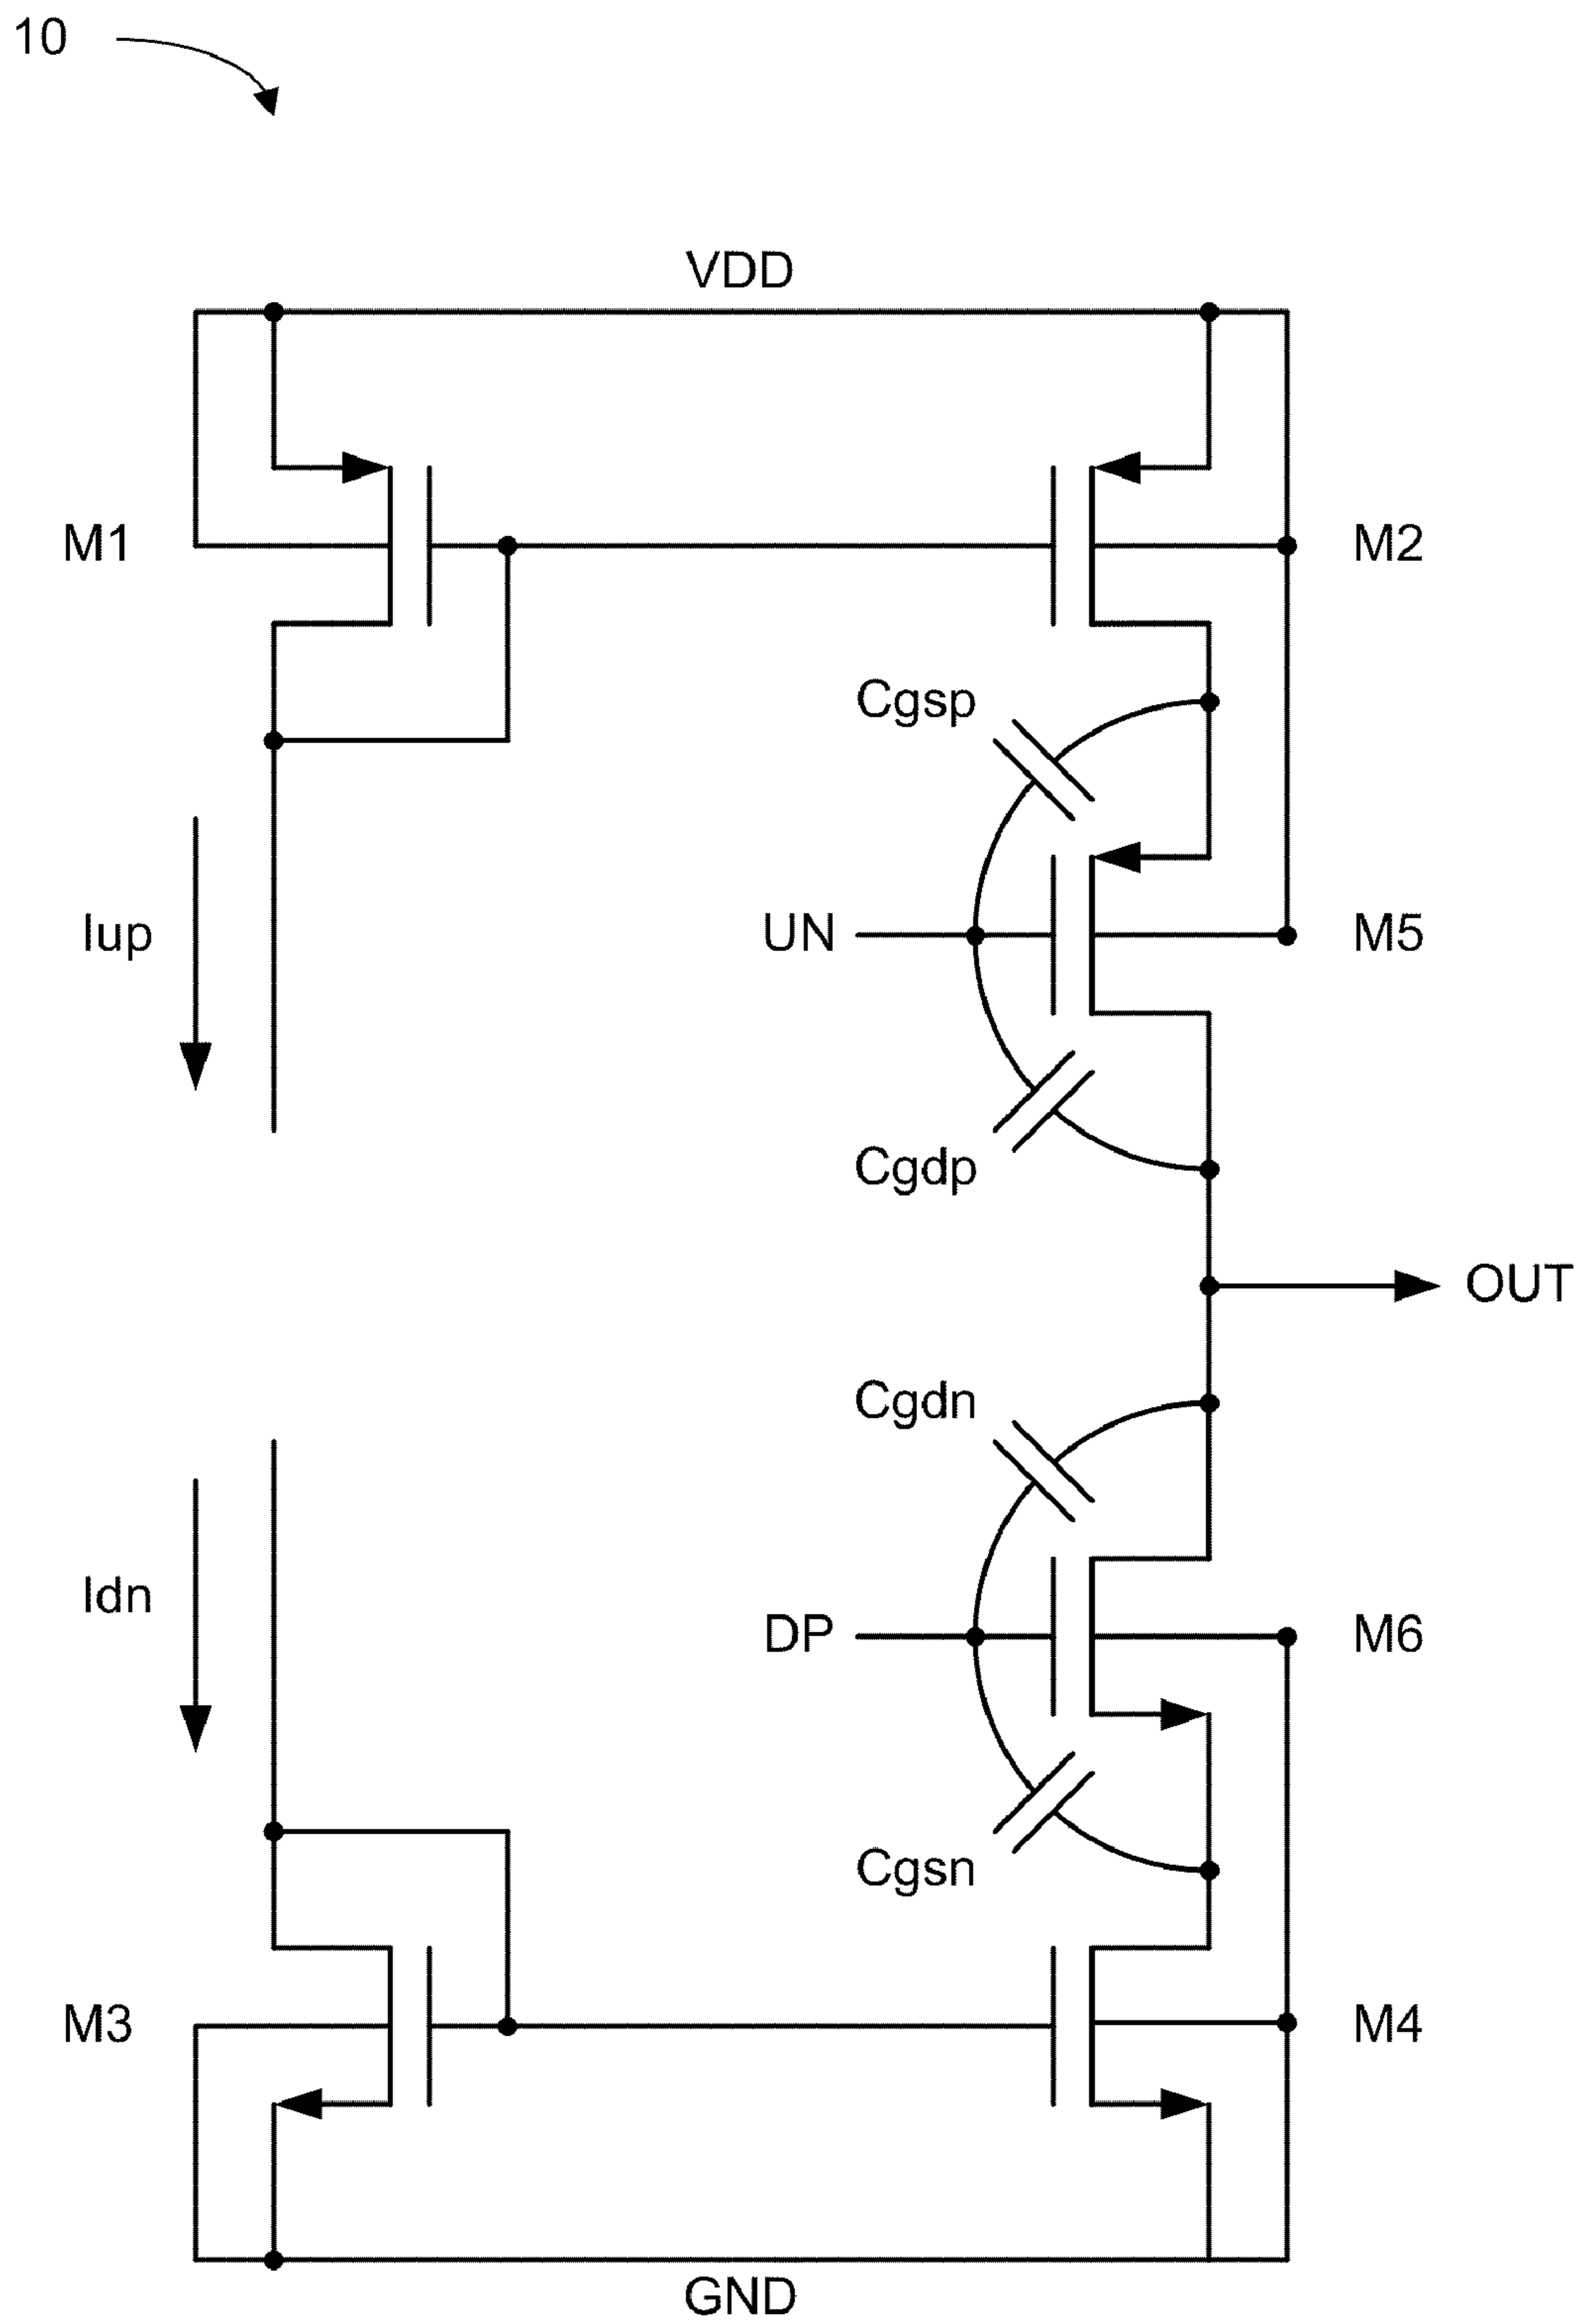 10
VDD
M1
M2
Cgsp
Iup
UN
M5
Cgdp
OUT
Cgdn
Idn
DP
M6
Cgsn
M3
M4
GND